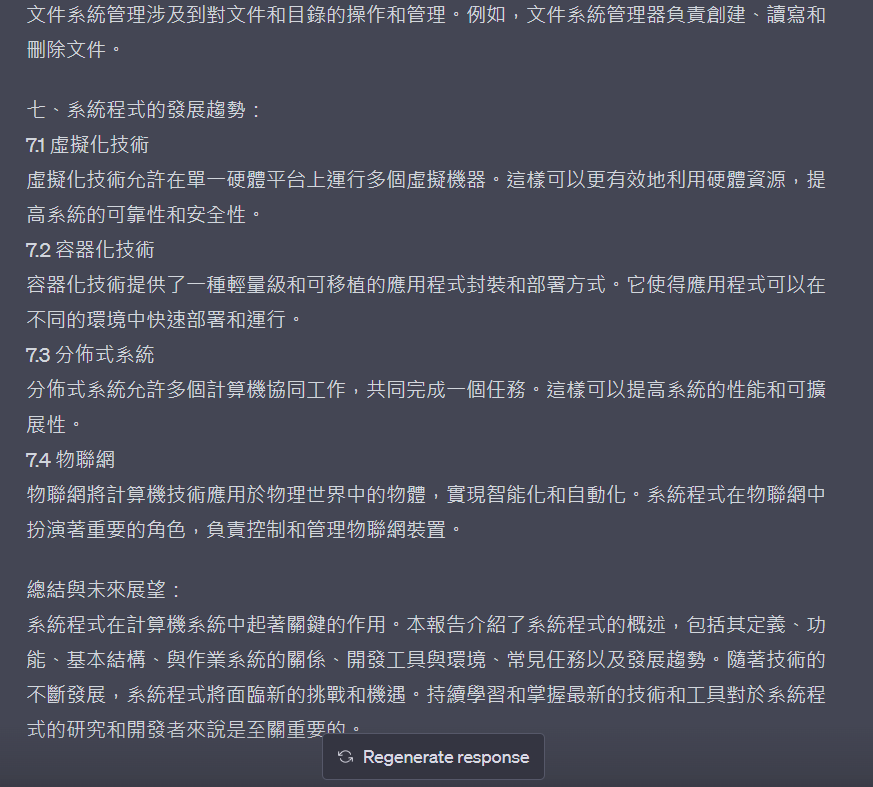 文件系統管理涉及到對文件和目錄的操作和管理。例如，文件系統管理器負責創建、讀寫和
刪除文件。
七、系統程式的發展趨勢：
7.1 虛擬化技術
虛擬化技術允許在單一硬體平台上運行多個虛擬機器。這樣可以更有效地利用硬體資源，提
高系統的可靠性和安全性。
7.2 容器化技術
容器化技術提供了一種輕量級和可移植的應用程式封裝和部署方式。它使得應用程式可以在
不同的環境中快速部署和運行。
7.3 分佈式系統
分佈式系統允許多個計算機協同工作，共同完成一個任務。這樣可以提高系統的性能和可擴
展性。
7.4 物聯網
物聯網將計算機技術應用於物理世界中的物體，實現智能化和自動化。系統程式在物聯網中
扮演著重要的角色，負責控制和管理物聯網裝置。
總結與未來展望：
系統程式在計算機系統中起著關鍵的作用。本報告介紹了系統程式的概述，包括其定義、功
能、基本結構、與作業系統的關係、開發工具與環境、常見任務以及發展趨勢。隨著技術的
不斷發展，系統程式將面臨新的挑戰和機遇。持續學習和掌握最新的技術和工具對於系統程
式的研究和開發者來說是至關重要的。
Regenerate response